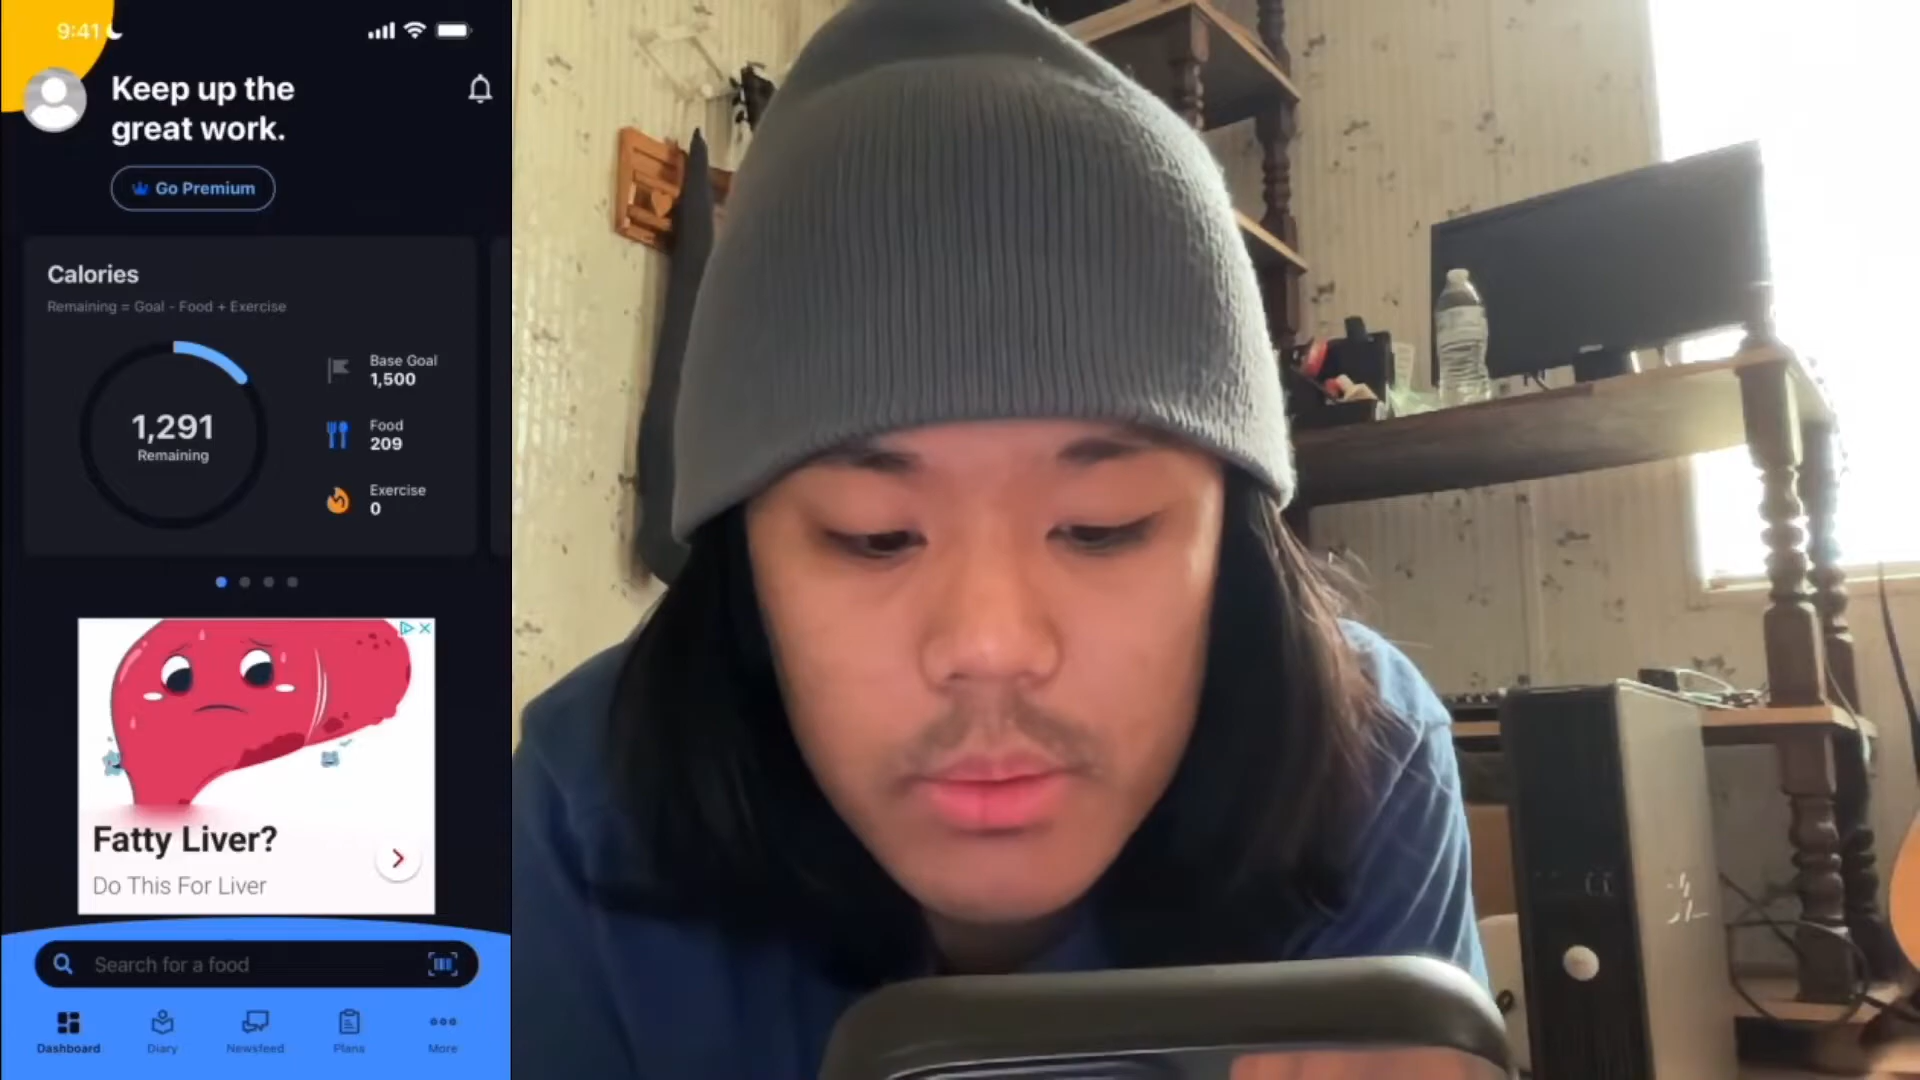 9:41
Keep up the
great work.
Go Premium
Calories
Remaining = Goal - Food + Exercise
1,291
Remaining
Base Goal
1,500
Food
209
Exercise
0
Fatty Liver?
Do This For Liver
Search for a food
Dashboard
Diary
Newsfeed
Plans
More